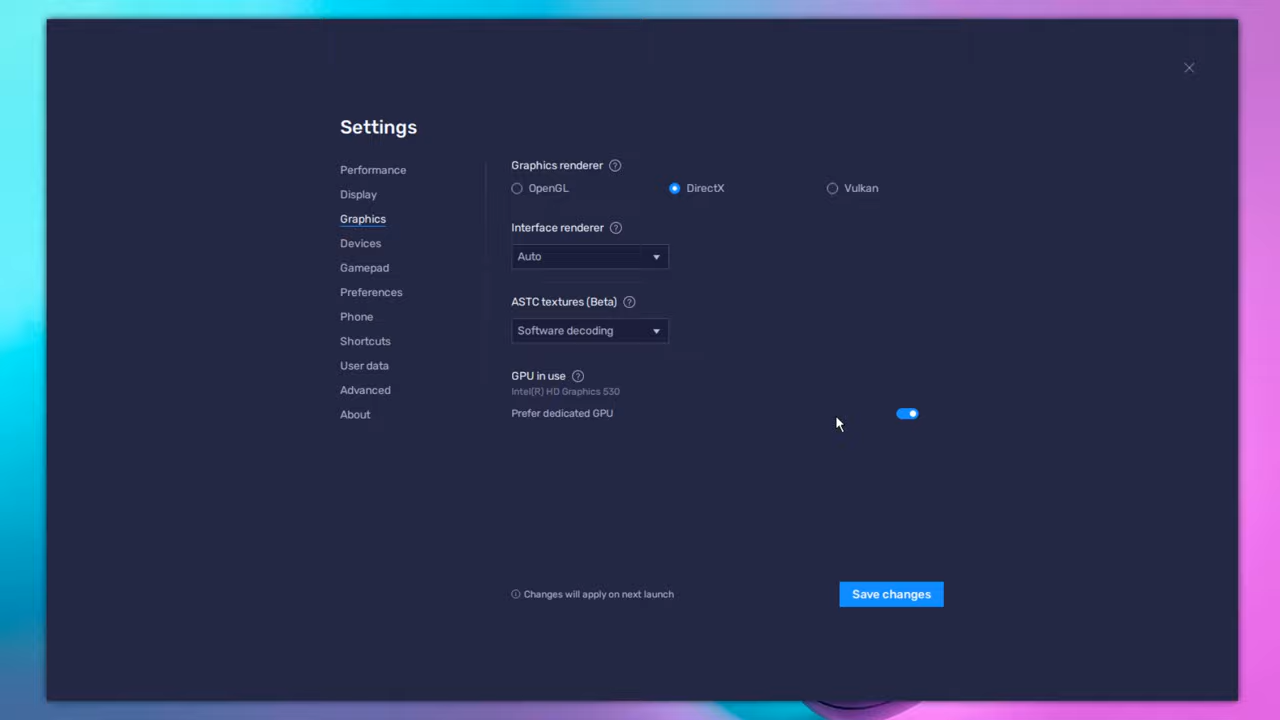 Settings
Performance
Display
Graphics
Devices
Gamepad
Preferences
Phone
Shortcuts
User data
Advanced
About
Graphics renderer ?
OpenGL DirectX Vulkan
Interface renderer ?
Auto
ASTC textures (Beta) ?
Software decoding
GPU in use ?
Intel(R) HD Graphics 530
Prefer dedicated GPU
Changes will apply on next launch
Save changes